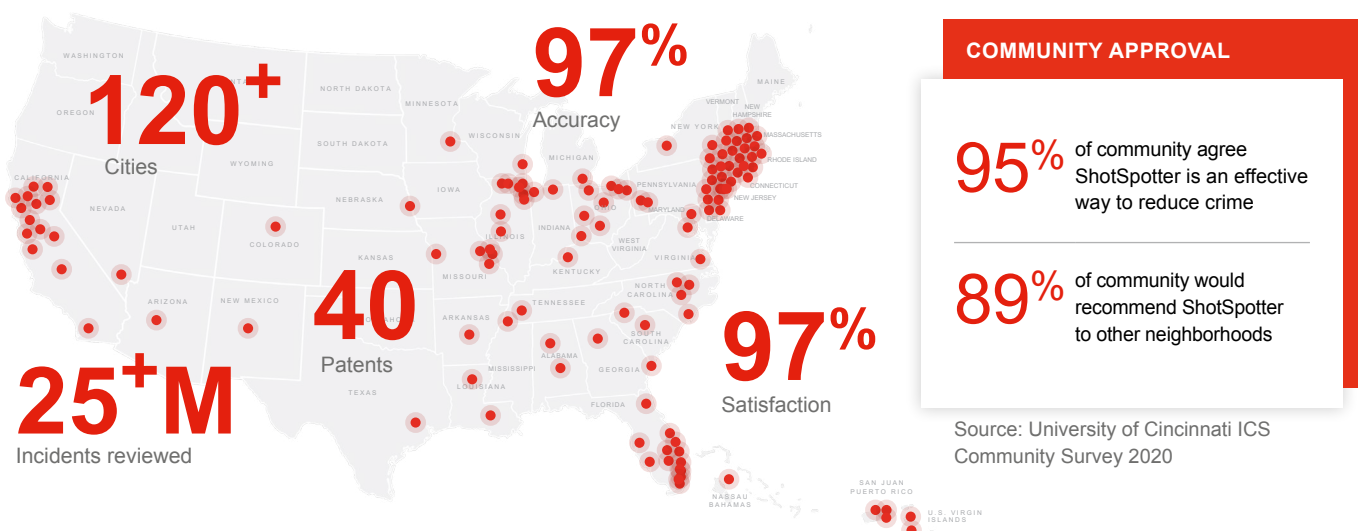 120+
Cities
97%
Accuracy
40
Patents
97%
Satisfaction
25+M
Incidents reviewed
WASHINGTON
OREGON
CALIFORNIA
NEVADA
UTAH
ARIZONA
WYOMING
COLORADO
NEW MEXICO
NORTH DAKOTA
SOUTH DAKOTA
NEBRASKA
KANSAS
TEXAS
MINNESOTA
IOWA
MISSOURI
ARKANSAS
LOUISIANA
WISCONSIN
ILLINOIS
MICHIGAN
INDIANA
OHIO
KENTUCKY
TENNESSEE
MISSISSIPPI
ALABAMA
GEORGIA
FLORIDA
SOUTH
CAROLINA
NORTH
CAROLINA
VIRGINIA
WEST
VIRGINIA
MARYLAND
DELAWARE
PENNSYLVANIA
NEW JERSEY
NEW YORK
CONNECTICUT
RHODE ISLAND
MASSACHUSETTS
VERMONT
NEW
HAMPSHIRE
MAINE
NASSAU
BAHAMAS
SAN JUAN
PUERTO RICO
U.S. VIRGIN
ISLANDS
COMMUNITY APPROVAL
95% of community agree
ShotSpotter is an effective
way to reduce crime
89% of community would
recommend ShotSpotter
to other neighborhoods
Source: University of Cincinnati ICS
Community Survey 2020